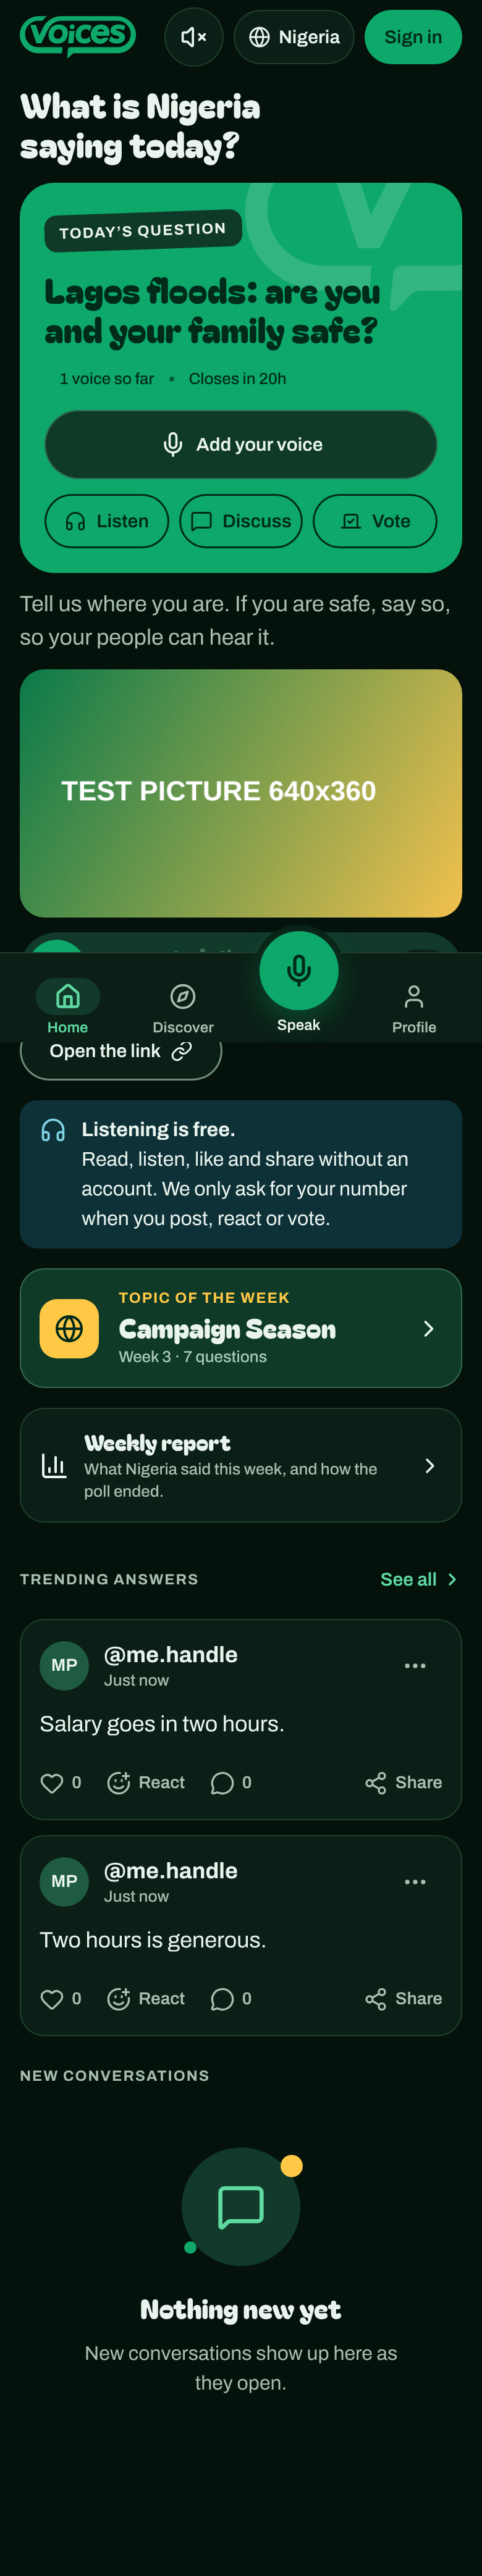 Voices
Nigeria
Sign in
What is Nigeria
saying today?
TODAY'S QUESTION
Lagos floods: are you
and your family safe?
1 voice so far • Closes in 20h
Add your voice
Listen
Discuss
Vote
Tell us where you are. If you are safe, say so,
so your people can hear it.
TEST PICTURE 640x360
Home
Discover
Speak
Profile
Open the link
Listening is free.
Read, listen, like and share without an
account. We only ask for your number
when you post, react or vote.
TOPIC OF THE WEEK
Campaign Season
Week 3 · 7 questions
Weekly report
What Nigeria said this week, and how the
poll ended.
TRENDING ANSWERS
See all
MP
@me.handle
Just now
Salary goes in two hours.
0 React 0 Share
MP
@me.handle
Just now
Two hours is generous.
0 React 0 Share
NEW CONVERSATIONS
Nothing new yet
New conversations show up here as
they open.